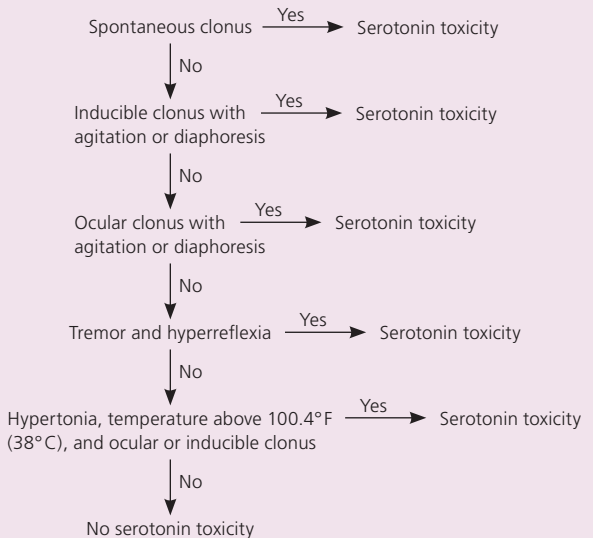 Spontaneous clonus Yes Serotonin toxicity
No
Inducible clonus with Yes Serotonin toxicity
agitation or diaphoresis
No
Ocular clonus with Yes Serotonin toxicity
agitation or diaphoresis
No
Tremor and hyperreflexia Yes Serotonin toxicity
No
Hypertonia, temperature above 100.4°F Yes Serotonin toxicity
(38°C), and ocular or inducible clonus
No
No serotonin toxicity